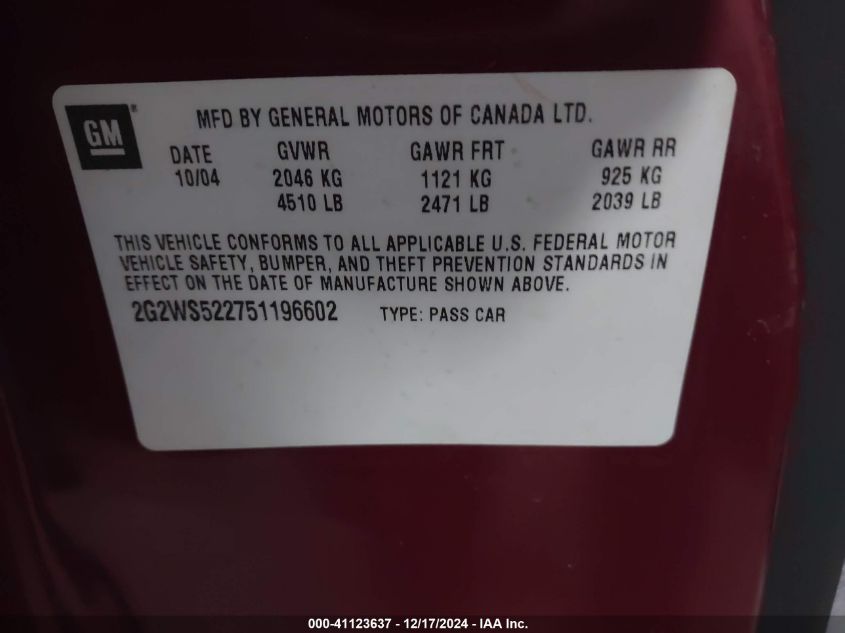 GM ®
MFD BY GENERAL MOTORS OF CANADA LTD.
DATE GVWR GAWR FRT GAWR RR
10/04 2046 KG 1121 KG 925 KG
4510 LB 2471 LB 2039 LB
THIS VEHICLE CONFORMS TO ALL APPLICABLE U.S. FEDERAL MOTOR
VEHICLE SAFETY, BUMPER, AND THEFT PREVENTION STANDARDS IN
EFFECT ON THE DATE OF MANUFACTURE SHOWN ABOVE.
2G2WS522751196602 TYPE: PASS CAR
000-41123637 - 12/17/2024 - IAA Inc.